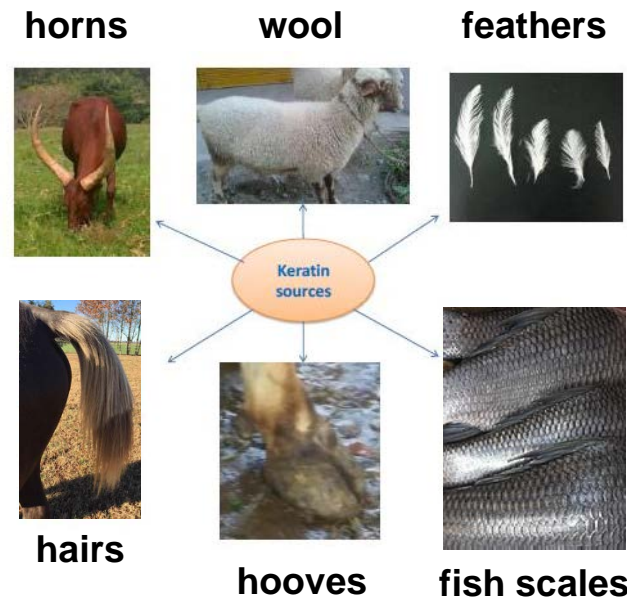 horns
wool
feathers
Keratin
sources
hairs
hooves
fish scales